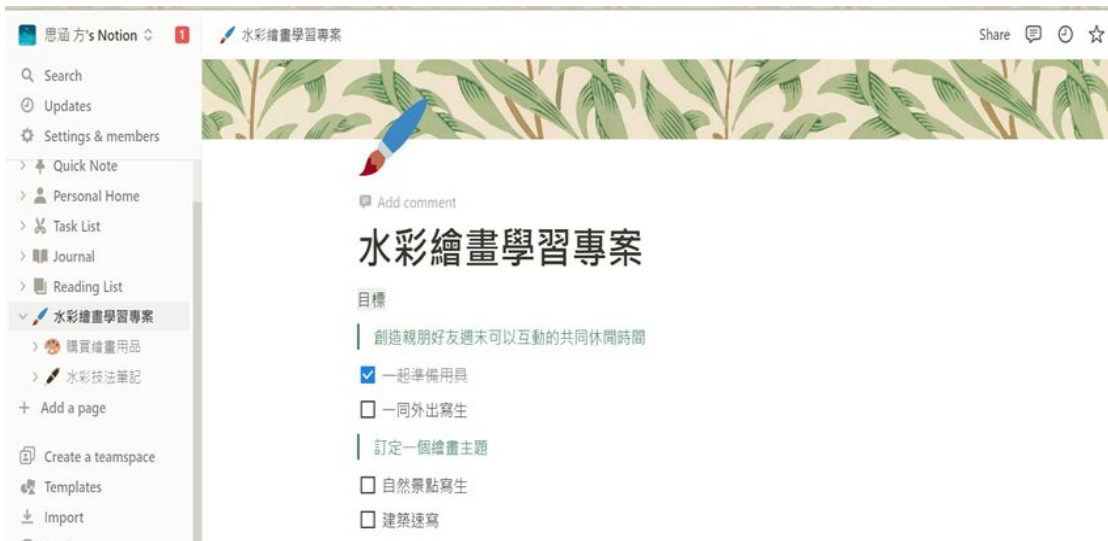 思涵 方's Notion
1
水彩繪畫學習專案
Share
Search
Updates
Settings & members
Quick Note
Personal Home
Task List
Journal
Reading List
水彩繪畫學習專案
購買繪畫用品
水彩技法筆記
Add a page
Create a teamspace
Templates
Import
Add comment
水彩繪畫學習專案
目標
創造親朋好友週末可以互動的共同休閒時間
一起準備用具
一同外出寫生
訂定一個繪畫主題
自然景點寫生
建築速寫